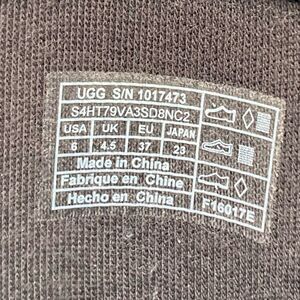 UGG S/N 1017473
S4HT79VA3SD8NC2
USA UK EU JAPAN
6 4.5 37 23
Made in China
Fabrique en Chine
Hecho en China
F16017E